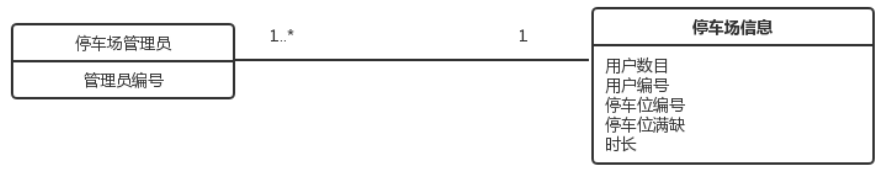 停车场管理员
管理员编号
1..*
1
停车场信息
用户数目
用户编号
停车位编号
停车位满缺
时长